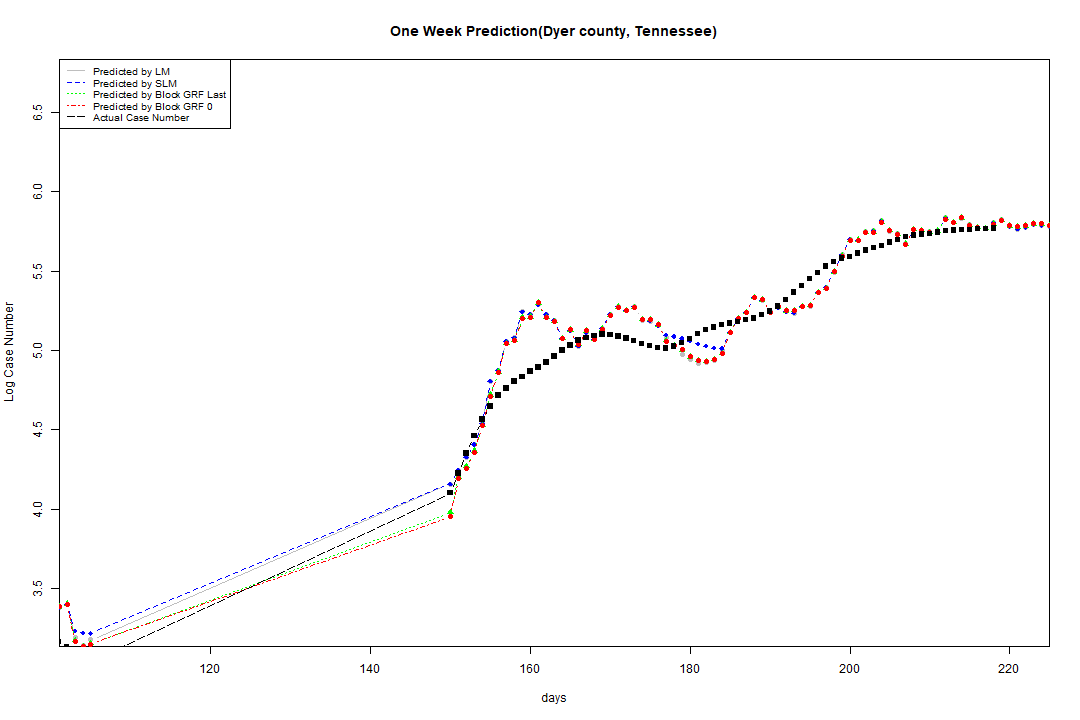 One Week Prediction(Dyer county, Tennessee)
Predicted by LM
Predicted by SLM
Predicted by Block GRF Last
Predicted by Block GRF 0
Actual Case Number
6.5
6.0
5.5
5.0
4.5
4.0
3.5
Log Case Number
120 140 160 180 200 220
days